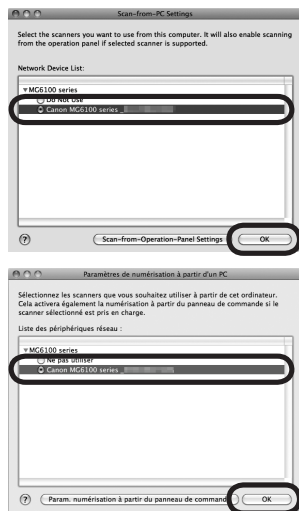 Scan-from-PC Settings
Select the scanners you want to use from this computer. It will also enable scanning
from the operation panel if selected scanner is supported.
Network Device List:
MG6100 series
Do Not Use
Canon MG6100 series _
? Scan-from-Operation-Panel Settings OK
Paramètres de numérisation à partir d'un PC
Sélectionnez les scanners que vous souhaitez utiliser à partir de cet ordinateur.
Cela activera également la numérisation à partir du panneau de commande si le
scanner sélectionné est pris en charge.
Liste des périphériques réseau :
MG6100 series
Ne pas utiliser
Canon MG6100 series _
? Param. numérisation à partir du panneau de command OK